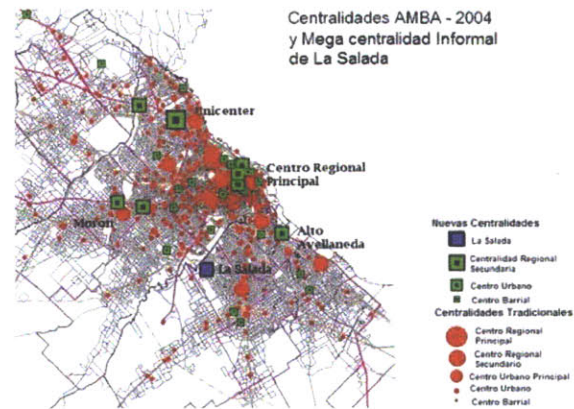 Centralidades AMBA - 2004
y Mega centralidad Informal
de La Salada
Unicenter
Centro Regional
Principal
Morón
Alto
Avellaneda
La Salada
Nuevas Centralidades
La Salada
Centralidad Regional
Secundaria
Centro Urbano
Centro Barrial
Centralidades Tradicionales
Centro Regional
Principal
Centro Regional
Secundario
Centro Urbano Principal
Centro Urbano
Centro Barrial